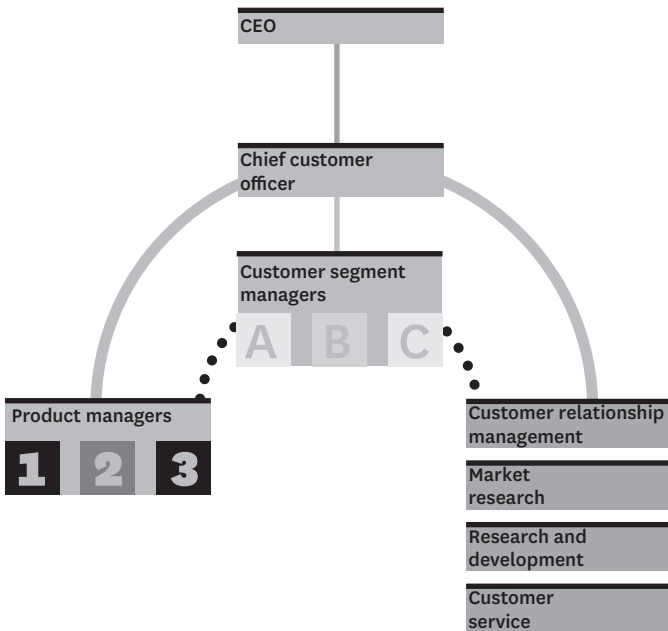 CEO
Chief customer
officer
Customer segment
managers
A B C
Product managers
1 2 3
Customer relationship
management
Market
research
Research and
development
Customer
service